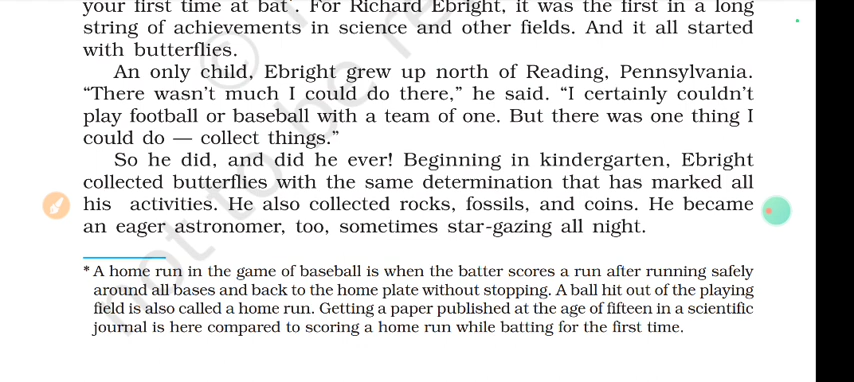 your first time at bat*. For Richard Ebright, it was the first in a long
string of achievements in science and other fields. And it all started
with butterflies.
An only child, Ebright grew up north of Reading, Pennsylvania.
“There wasn’t much I could do there,” he said. “I certainly couldn’t
play football or baseball with a team of one. But there was one thing I
could do — collect things.”
So he did, and did he ever! Beginning in kindergarten, Ebright
collected butterflies with the same determination that has marked all
his activities. He also collected rocks, fossils, and coins. He became
an eager astronomer, too, sometimes star-gazing all night.
* A home run in the game of baseball is when the batter scores a run after running safely
around all bases and back to the home plate without stopping. A ball hit out of the playing
field is also called a home run. Getting a paper published at the age of fifteen in a scientific
journal is here compared to scoring a home run while batting for the first time.
not to be re